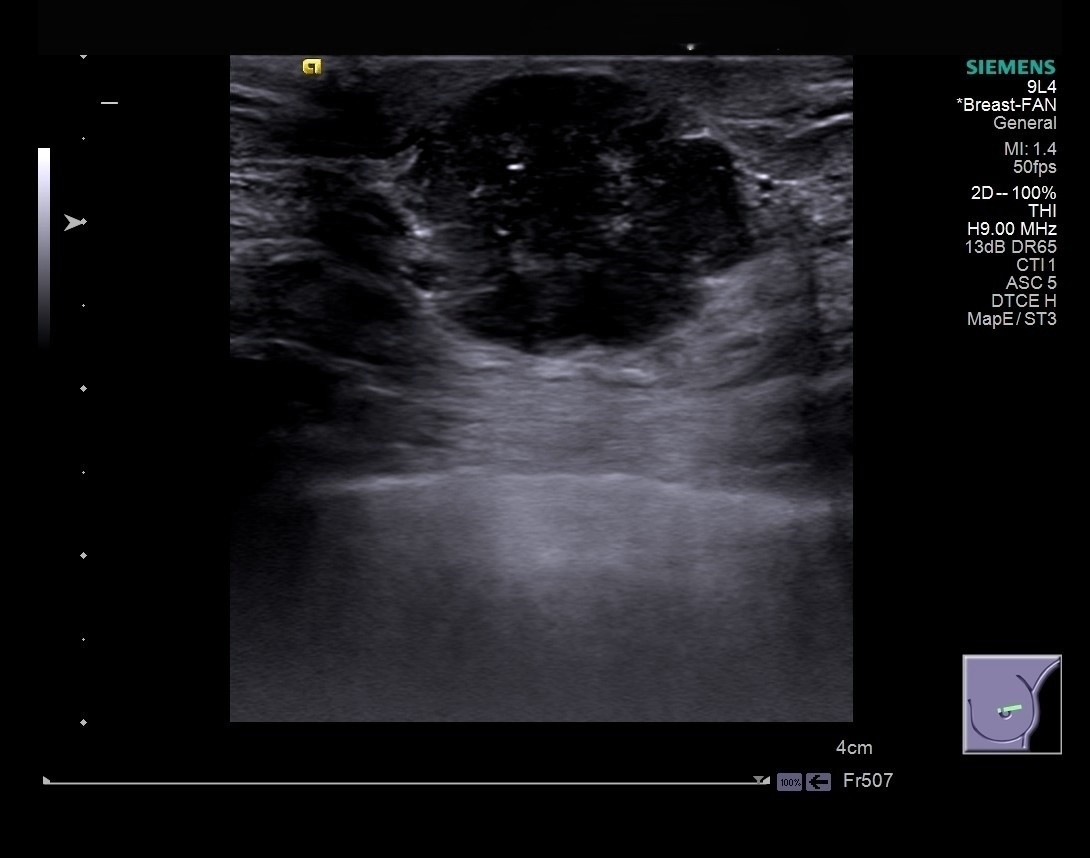 SIEMENS
9L4
*Breast-FAN
General
MI: 1.4
50fps
2D--100%
THI
H9.00 MHz
13dB DR65
CTI 1
ASC 5
DTCE H
MapE / ST3
4cm
100%
Fr507